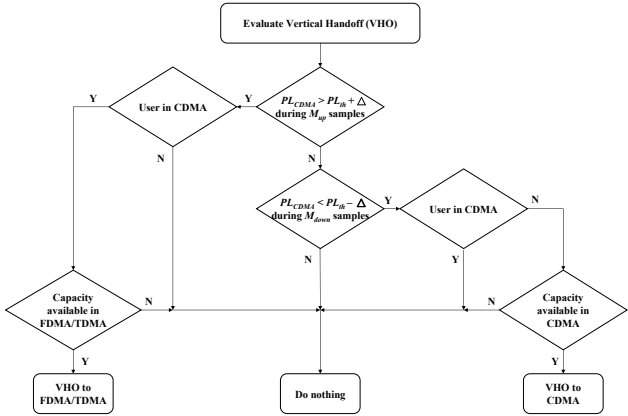 Evaluate Vertical Handoff (VHO)
Y
User in CDMA
Y
PL_CDMA > PL_th + Δ
during M_up samples
N
N
PL_CDMA < PL_th − Δ
during M_down samples
Y
User in CDMA
N
N
Y
Capacity
available in
FDMA/TDMA
N
N
Capacity
available in
CDMA
Y
Y
VHO to
FDMA/TDMA
Do nothing
VHO to
CDMA